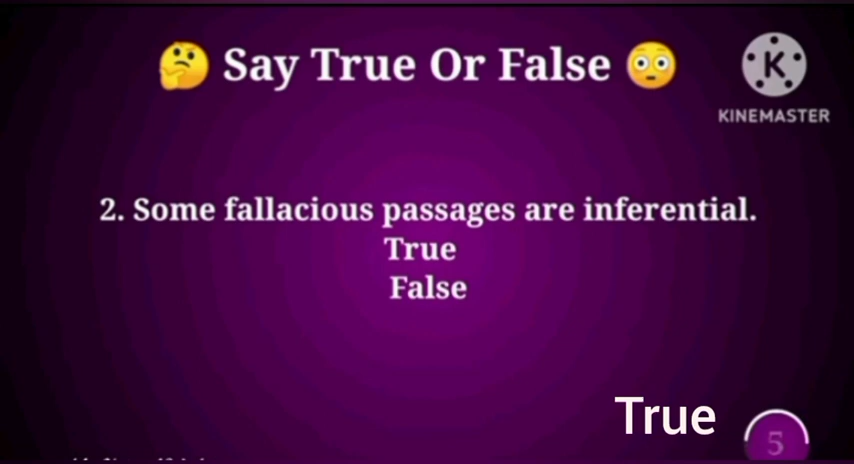 🤔 Say True Or False 😳
K
KINEMASTER
2. Some fallacious passages are inferential.
True
False
True
5